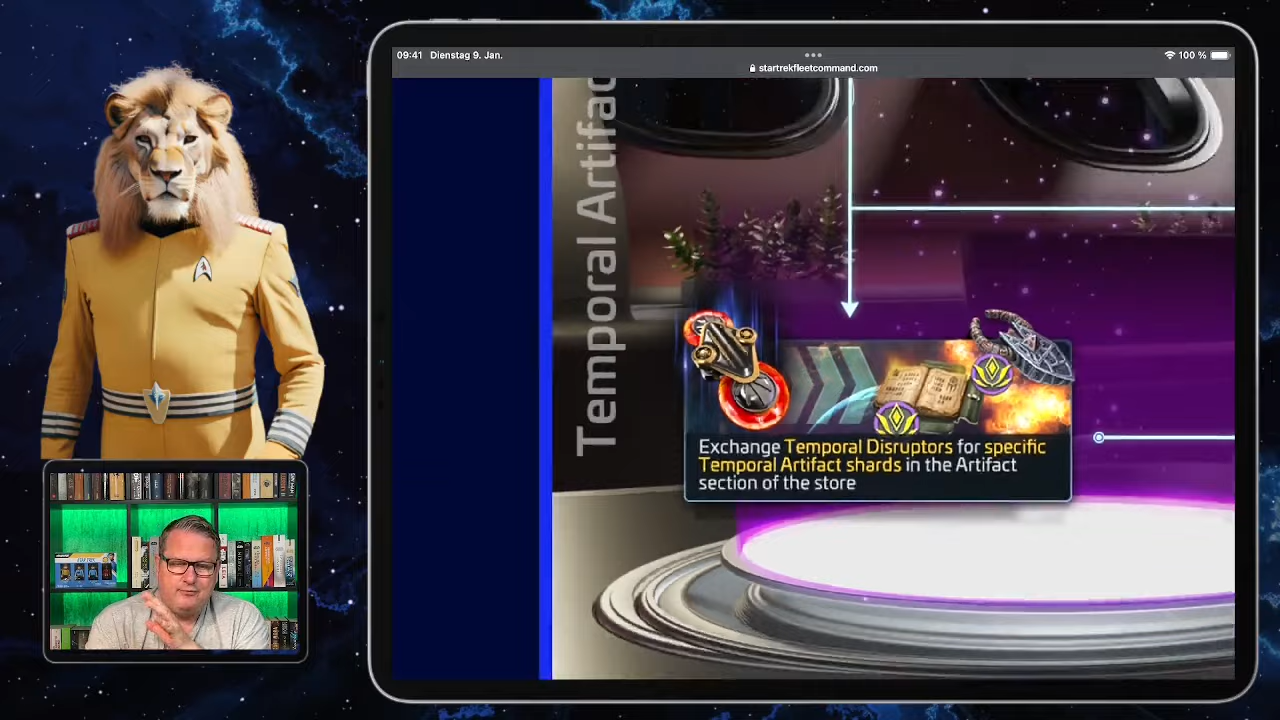 09:41 Dienstag 9. Jan.
100 %
startrekfleetcommand.com
Temporal Artifac
Exchange Temporal Disruptors for specific
Temporal Artifact shards in the Artifact
section of the store